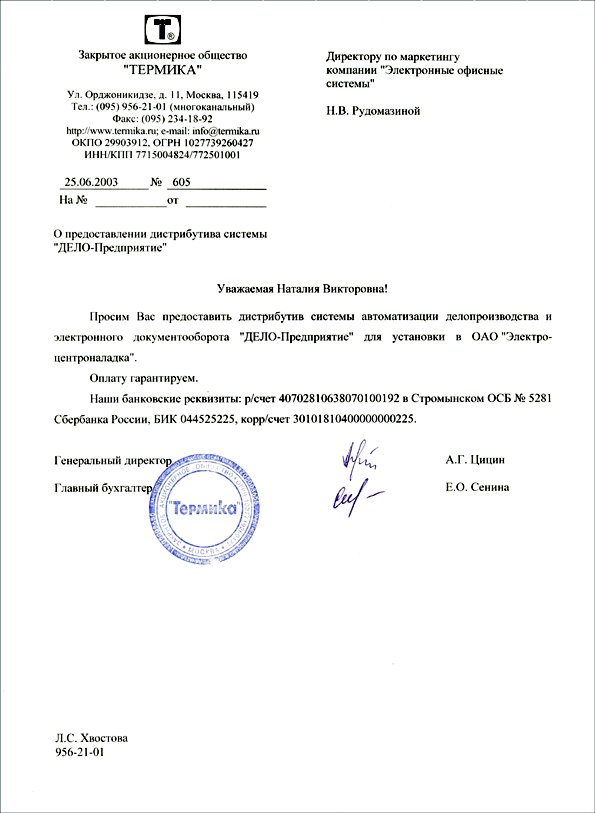 Т®
Закрытое акционерное общество
"ТЕРМИКА"
Ул. Орджоникидзе, д. 11, Москва, 115419
Тел.: (095) 956-21-01 (многоканальный)
Факс: (095) 234-18-92
http://www.termika.ru; e-mail: info@termika.ru
ОКПО 29903912, ОГРН 1027739260427
ИНН/КПП 7715004824/772501001
25.06.2003 № 605
На № ____________ от ______________
Директору по маркетингу
компании "Электронные офисные
системы"
Н.В. Рудомазиной
О предоставлении дистрибутива системы
"ДЕЛО-Предприятие"
Уважаемая Наталия Викторовна!
Просим Вас предоставить дистрибутив системы автоматизации делопроизводства и
электронного документооборота "ДЕЛО-Предприятие" для установки в ОАО "Электро-
центроналадка".
Оплату гарантируем.
Наши банковские реквизиты: р/счет 40702810638070100192 в Стромынском ОСБ № 5281
Сбербанка России, БИК 044525225, корр/счет 30101810400000000225.
Генеральный директор А.Г. Цицин
Главный бухгалтер Е.О. Сенина
"Термика"
МОСКВА
Л.С. Хвостова
956-21-01